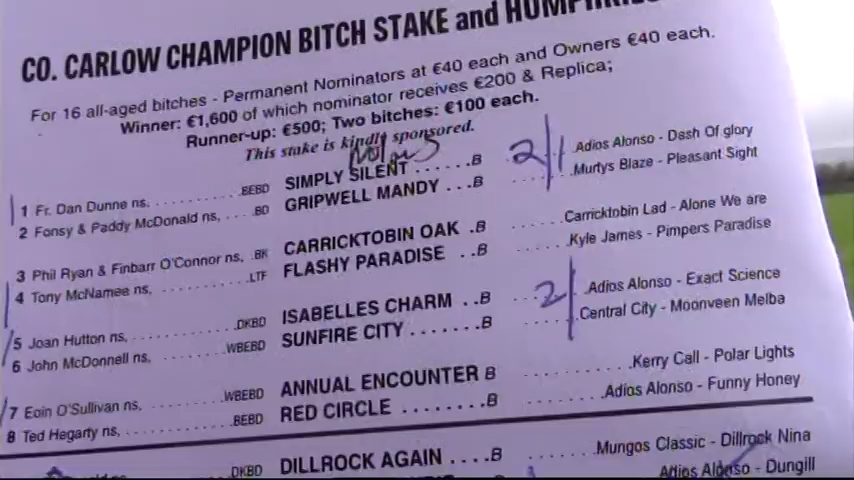 CO. CARLOW CHAMPION BITCH STAKE and
For 16 all-aged bitches - Permanent Nominators at €40 each and Owners €40 each.
Winner: €1,600 of which nominator receives €200 & Replica;
Runner-up: €500; Two bitches: €100 each.
This stake is kindly sponsored.
1 Fr. Dan Dunne ns. ............BEBD SIMPLY SILENT ......B 2 Adios Alonso - Dash Of glory
2 Fonsy & Paddy McDonald ns, ....BD GRIPWELL MANDY ...B ......Murtys Blaze - Pleasant Sight
3 Phil Ryan & Finbarr O'Connor ns, .BK CARRICKTOBIN OAK .B ......Carricktobin Lad - Alone We are
4 Tony McNamee ns, ............LTF FLASHY PARADISE ..B ......Kyle James - Pimpers Paradise
5 Joan Hutton ns, ............DKBD ISABELLES CHARM ..B ... 2 .Adios Alonso - Exact Science
6 John McDonnell ns, ........WBEBD SUNFIRE CITY .......B ......Central City - Moonveen Melba
7 Eoin O'Sullivan ns, ........WBEBD ANNUAL ENCOUNTER B ............Kerry Call - Polar Lights
8 Ted Hegarty ns, ............BEBD RED CIRCLE ........B .........Adios Alonso - Funny Honey
DKBD DILLROCK AGAIN ....B ......Mungos Classic - Dillrock Nina
Adios Alonso - Dungill